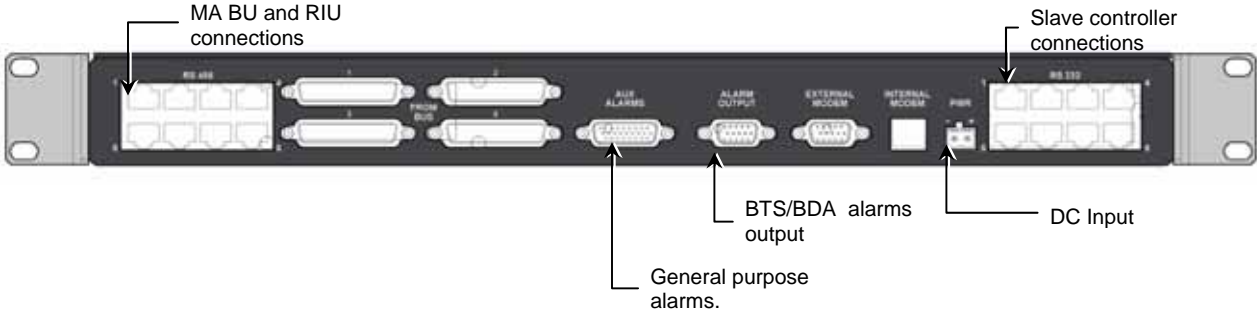 MA BU and RIU
connections
Slave controller
connections
RS 485
1
2
RS 232
AUX
ALARMS
ALARM
OUTPUT
EXTERNAL
MODEM
INTERNAL
MODEM
PWR
FROM
BUS
3
4
- +
BTS/BDA alarms
output
DC Input
General purpose
alarms.